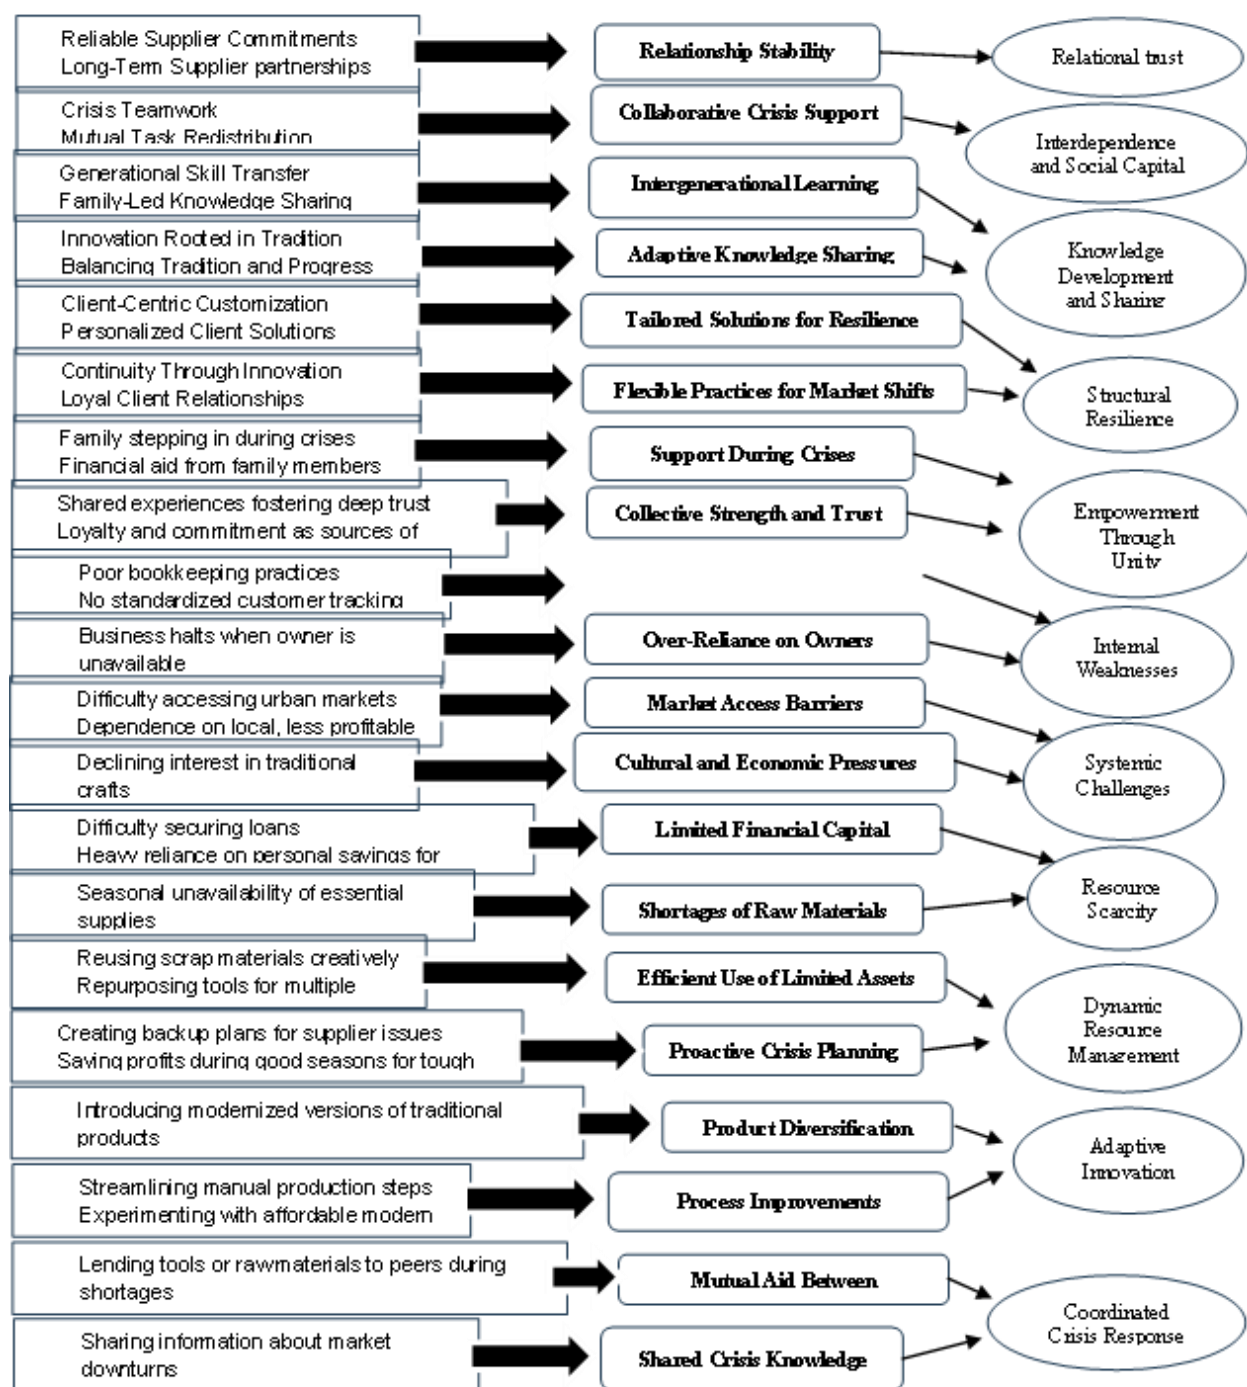 Reliable Supplier Commitments
Long-Term Supplier partnerships
Relationship Stability
Relational trust
Crisis Teamwork
Mutual Task Redistribution
Collaborative Crisis Support
Interdependence
and Social Capital
Generational Skill Transfer
Family-Led Knowledge Sharing
Intergenerational Learning
Innovation Rooted in Tradition
Balancing Tradition and Progress
Adaptive Knowledge Sharing
Knowledge
Development
and Sharing
Client-Centric Customization
Personalized Client Solutions
Tailored Solutions for Resilience
Continuity Through Innovation
Loyal Client Relationships
Flexible Practices for Market Shifts
Structural
Resilience
Family stepping in during crises
Financial aid from family members
Support During Crises
Shared experiences fostering deep trust
Loyalty and commitment as sources of
Collective Strength and Trust
Empowerment
Through
Unity
Poor bookkeeping practices
No standardized customer tracking
Business halts when owner is
unavailable
Over-Reliance on Owners
Internal
Weaknesses
Difficulty accessing urban markets
Dependence on local, less profitable
Market Access Barriers
Declining interest in traditional
crafts
Cultural and Economic Pressures
Systemic
Challenges
Difficulty securing loans
Heavy reliance on personal savings for
Limited Financial Capital
Seasonal unavailability of essential
supplies
Shortages of Raw Materials
Resource
Scarcity
Reusing scrap materials creatively
Repurposing tools for multiple
Efficient Use of Limited Assets
Creating backup plans for supplier issues
Saving profits during good seasons for tough
Proactive Crisis Planning
Dynamic
Resource
Management
Introducing modernized versions of traditional
products
Product Diversification
Streamlining manual production steps
Experimenting with affordable modern
Process Improvements
Adaptive
Innovation
Lending tools or rawmaterials to peers during
shortages
Mutual Aid Between
Sharing information about market
downturns
Shared Crisis Knowledge
Coordinated
Crisis Response